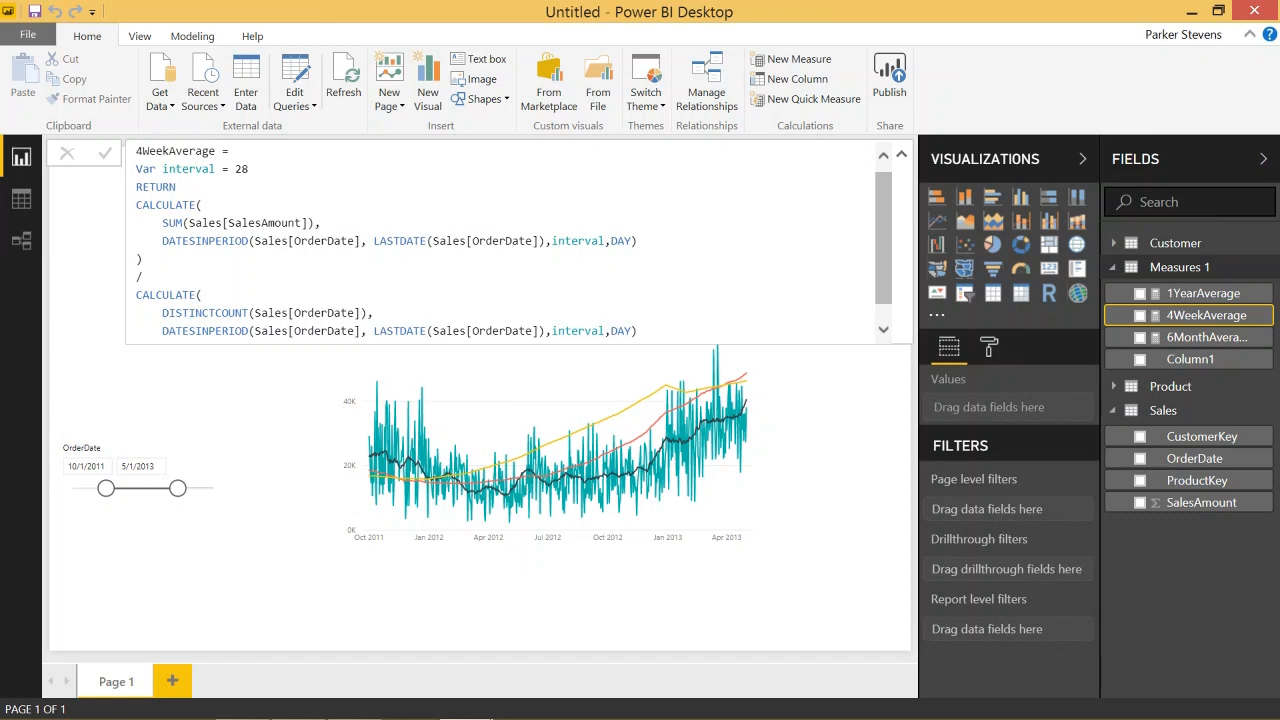 Untitled - Power BI Desktop
File
Home
View
Modeling
Help
Parker Stevens
Paste
Cut
Copy
Format Painter
Get Data
Recent Sources
Enter Data
Edit Queries
Refresh
New Page
New Visual
Text box
Image
Shapes
From Marketplace
From File
Switch Theme
Manage Relationships
New Measure
New Column
New Quick Measure
Publish
Clipboard
External data
Insert
Custom visuals
Themes
Relationships
Calculations
Share
4WeekAverage =
Var interval = 28
RETURN
CALCULATE(
SUM(Sales[SalesAmount]),
DATESINPERIOD(Sales[OrderDate], LASTDATE(Sales[OrderDate]),interval,DAY)
)
/
CALCULATE(
DISTINCTCOUNT(Sales[OrderDate]),
DATESINPERIOD(Sales[OrderDate], LASTDATE(Sales[OrderDate]),interval,DAY)
OrderDate
10/1/2011
5/1/2013
40K
20K
0K
Oct 2011
Jan 2012
Apr 2012
Jul 2012
Oct 2012
Jan 2013
Apr 2013
VISUALIZATIONS
Values
Drag data fields here
FILTERS
Page level filters
Drag data fields here
Drillthrough filters
Drag drillthrough fields here
Report level filters
Drag data fields here
FIELDS
Search
Customer
Measures 1
1YearAverage
4WeekAverage
6MonthAvera...
Column1
Product
Sales
CustomerKey
OrderDate
ProductKey
SalesAmount
Page 1
PAGE 1 OF 1